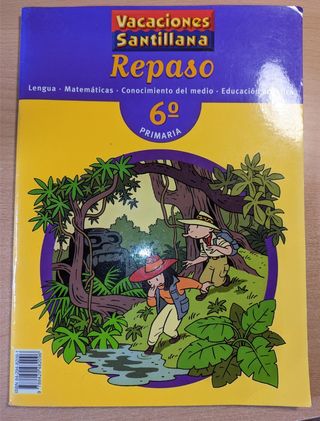 Vacaciones
Santillana
Repaso
Lengua · Matemáticas · Conocimiento del medio · Educación
6º
PRIMARIA